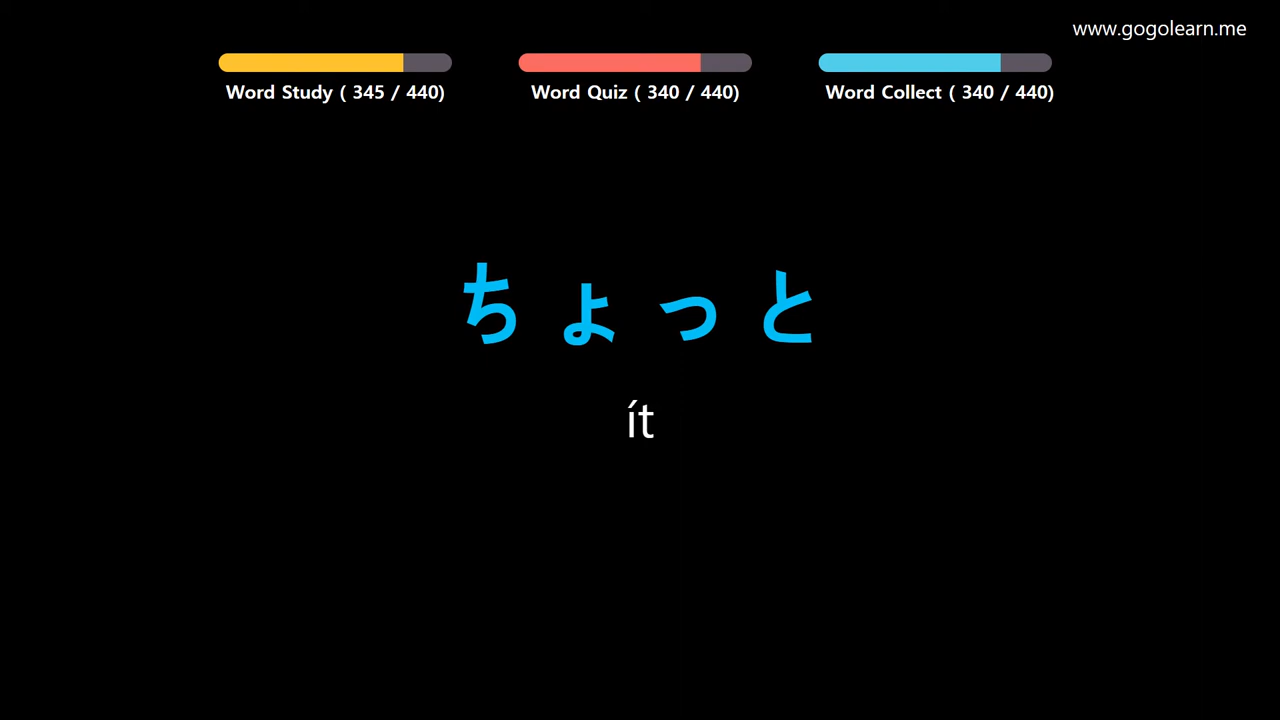 www.gogolearn.me
Word Study ( 345 / 440)
Word Quiz ( 340 / 440)
Word Collect ( 340 / 440)
ちょっと
ít